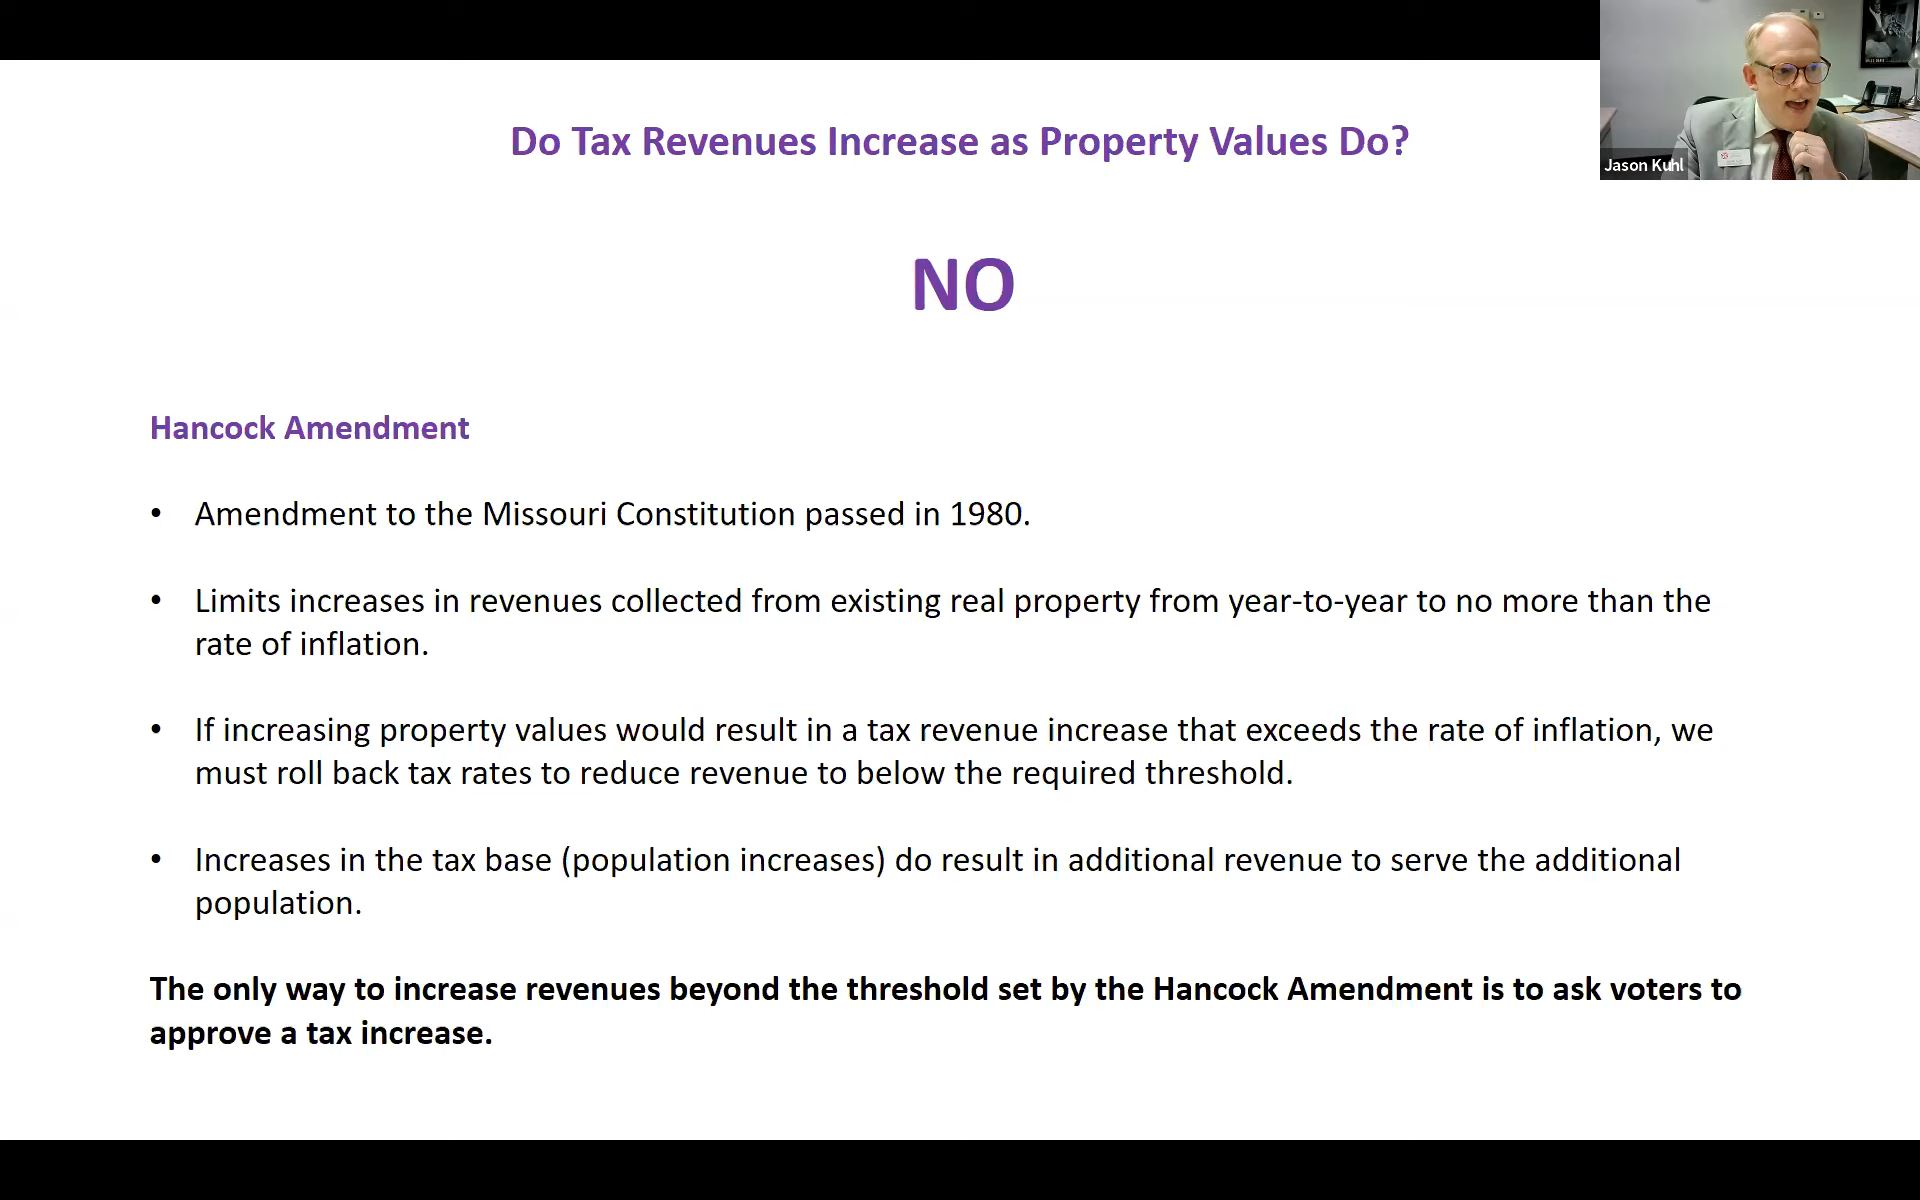 Do Tax Revenues Increase as Property Values Do?
Jason Kuhl
NO
Hancock Amendment
• Amendment to the Missouri Constitution passed in 1980.
• Limits increases in revenues collected from existing real property from year-to-year to no more than the
rate of inflation.
• If increasing property values would result in a tax revenue increase that exceeds the rate of inflation, we
must roll back tax rates to reduce revenue to below the required threshold.
• Increases in the tax base (population increases) do result in additional revenue to serve the additional
population.
The only way to increase revenues beyond the threshold set by the Hancock Amendment is to ask voters to
approve a tax increase.